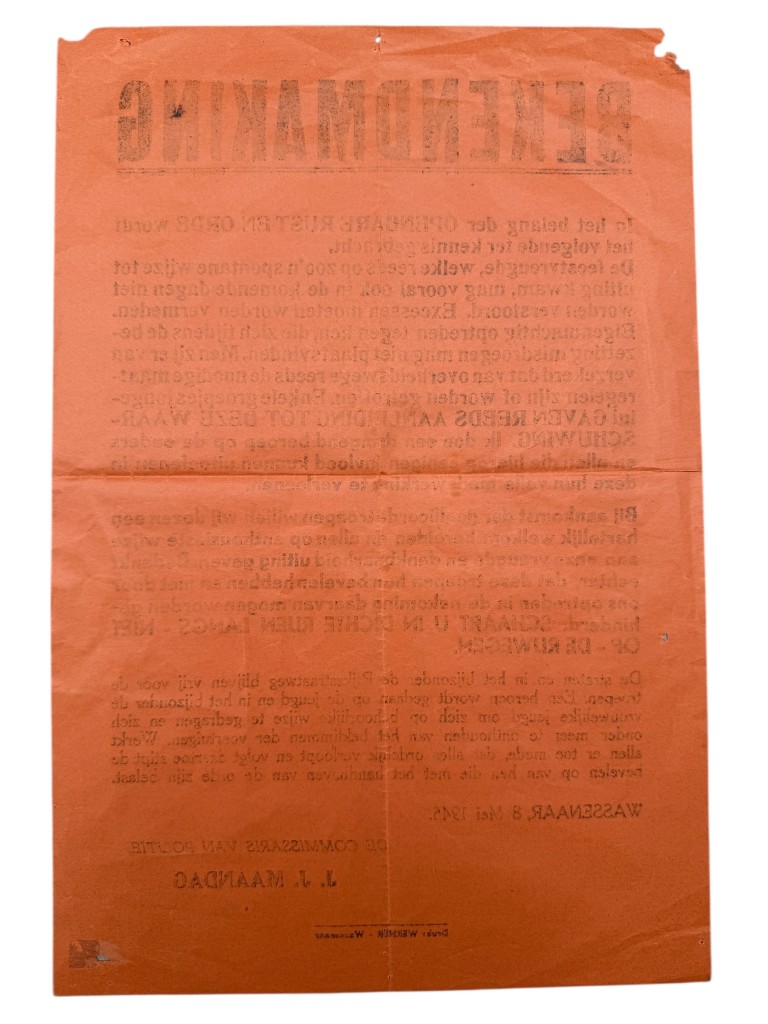 BEKENDMAKING
In het belang der OPENBARE RUST EN ORDE wordt
het volgende ter kennis gebracht.
De feestvreugde, welke reeds op zoo'n spontane wijze tot
uiting kwam, mag vooral ook in de komende dagen niet
worden verstoord. Excessen moeten worden vermeden.
Eigenmachtig optreden tegen hen, die zich tijdens de be-
zetting misdroegen mag niet plaats vinden. Men zij er van
verzekerd dat van overheidswege reeds de noodige maat-
regelen zijn of worden getroffen. Enkele groepjes jonge-
lui GAVEN REEDS AANLEIDING TOT DEZE WAAR-
SCHUWING. Ik doe een dringend beroep op de ouders
en allen die hierop eenigen invloed kunnen uitoefenen in
deze hun volle medewerking te verleenen.
Bij aankomst der geallieerde troepen willen wij dezen een
hartelijk welkom bereiden en allen op enthousiaste wijze
aan onze vreugde en dankbaarheid uiting geven. Bedenkt
echter, dat deze troepen hun bevelen hebben en niet door
ons optreden in de nakoming daarvan mogen worden ge-
hinderd. SCHAART U IN DICHTE RIJEN LANGS - NIET
OP - DE RIJWEGEN.
De straten en in het bijzonder de Rijksstraatweg blijven vrij voor de
troepen. Een beroep wordt gedaan op de jeugd en in het bijzonder de
vrouwelijke jeugd om zich op behoorlijke wijze te gedragen en zich
onder meer te onthouden van het beklimmen der voertuigen. Werkt
allen er toe mede, dat alles ordelijk verloopt en volgt daartoe stipt de
bevelen op van hen die met het handhaven van de orde zijn belast.
WASSENAAR, 8 Mei 1945.
DE COMMISSARIS VAN POLITIE,
J. J. MAANDAG
Druk: - Wassenaar